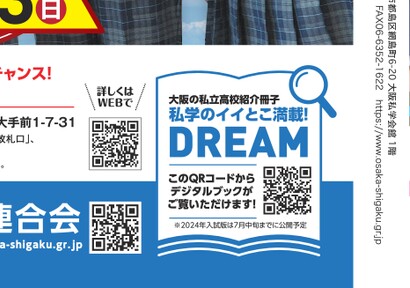 3日
チャンス!
大手前1-7-31
改札口」、
詳しくは
WEBで
連合会
a-shigaku.gr.jp
大阪の私立高校紹介冊子
私学のイイとこ満載!
DREAM
このQRコードから
デジタルブックが
ご覧いただけます!
※2024年入試版は7月中旬までに公開予定
市都島区網島町6-20 大阪私学会館 1階
FAX06-6352-1622 https://www.osaka-shigaku.gr.jp